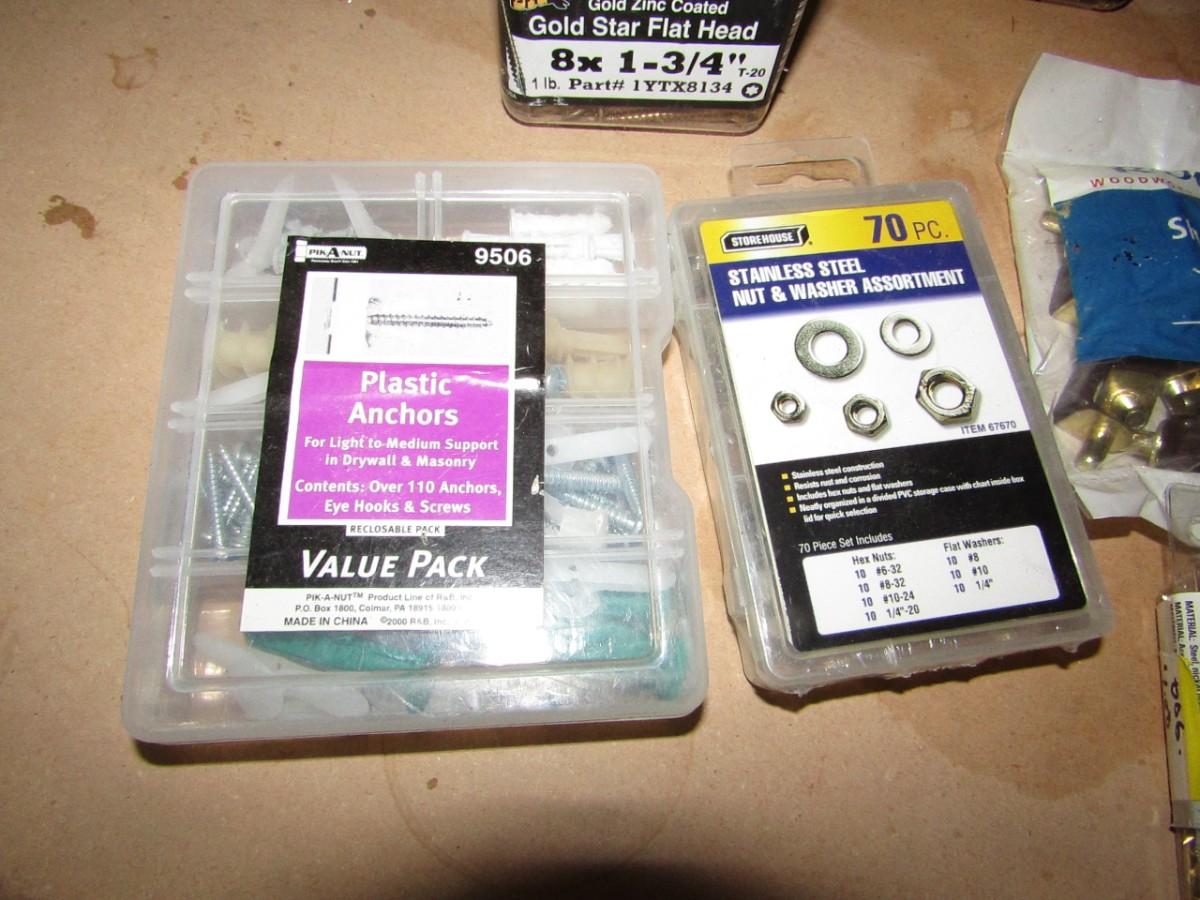 Gold Zinc Coated
Gold Star Flat Head
8x 1-3/4" T-20
1 lb. Part# 1YTX8134
PIKANUT
9506
Plastic
Anchors
For Light to Medium Support
in Drywall & Masonry
Contents: Over 110 Anchors,
Eye Hooks & Screws
RECLOSABLE PACK
VALUE PACK
PIK-A-NUT™ Product Line of R&B, Inc.
P.O. Box 1800, Colmar, PA 18915 1800
MADE IN CHINA ©2000 R&B, Inc.
STOREHOUSE®
70 PC.
STAINLESS STEEL
NUT & WASHER ASSORTMENT
ITEM 67670
Stainless steel construction
Resists rust and corrosion
Includes hex nuts and flat washers
Neatly organized in a divided PVC storage case with chart inside box
lid for quick selection
70 Piece Set Includes
Hex Nuts:
10 #6-32
10 #8-32
10 #10-24
10 1/4"-20
Flat Washers:
10 #8
10 #10
10 1/4"
WOODWO
MATERIAL: Steel,
MATERIAL: